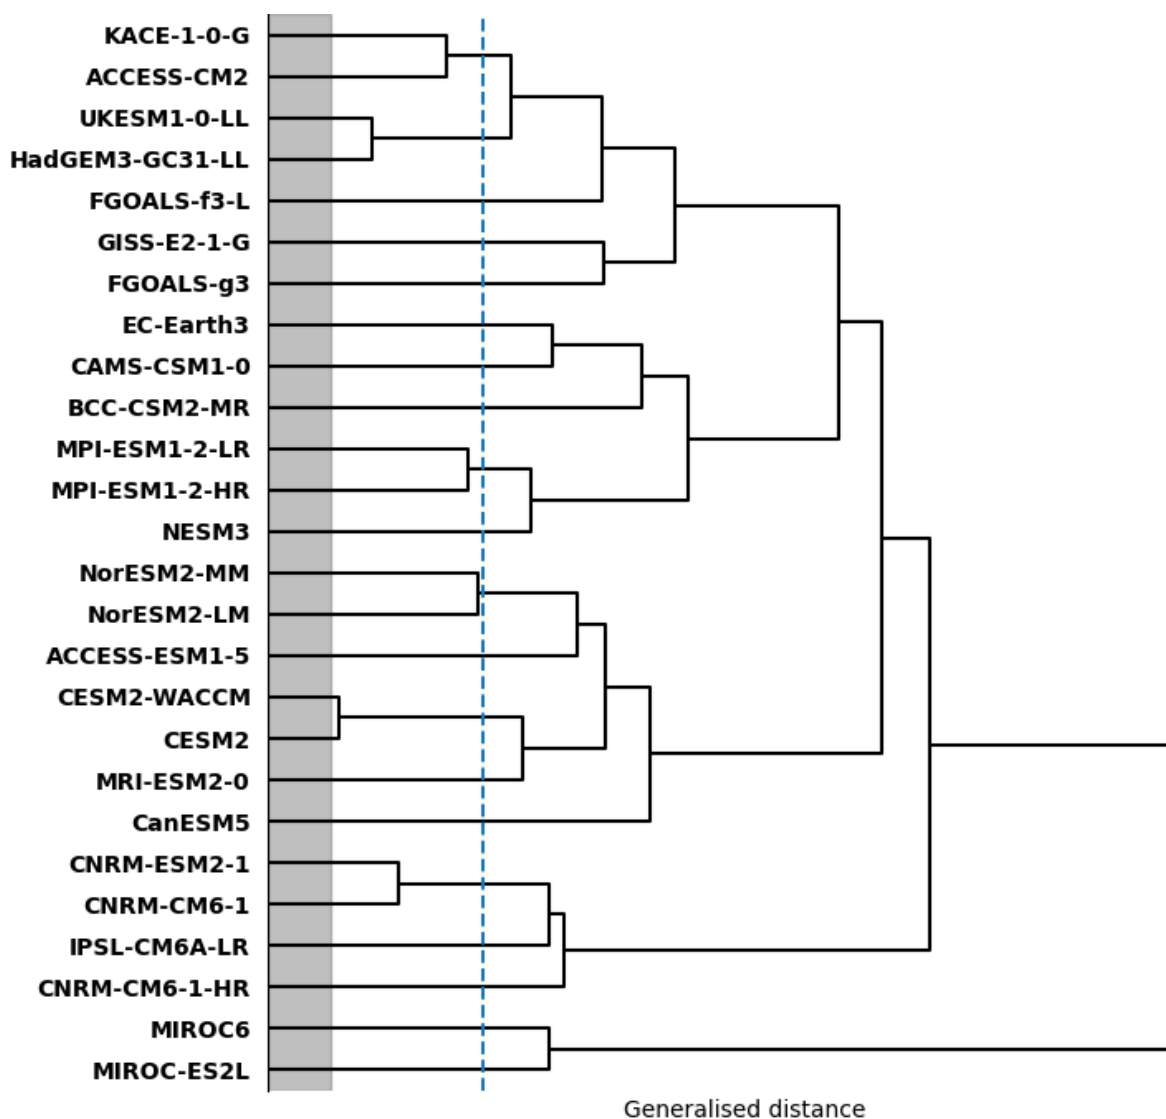 KACE-1-0-G
ACCESS-CM2
UKESM1-0-LL
HadGEM3-GC31-LL
FGOALS-f3-L
GISS-E2-1-G
FGOALS-g3
EC-Earth3
CAMS-CSM1-0
BCC-CSM2-MR
MPI-ESM1-2-LR
MPI-ESM1-2-HR
NESM3
NorESM2-MM
NorESM2-LM
ACCESS-ESM1-5
CESM2-WACCM
CESM2
MRI-ESM2-0
CanESM5
CNRM-ESM2-1
CNRM-CM6-1
IPSL-CM6A-LR
CNRM-CM6-1-HR
MIROC6
MIROC-ES2L
Generalised distance